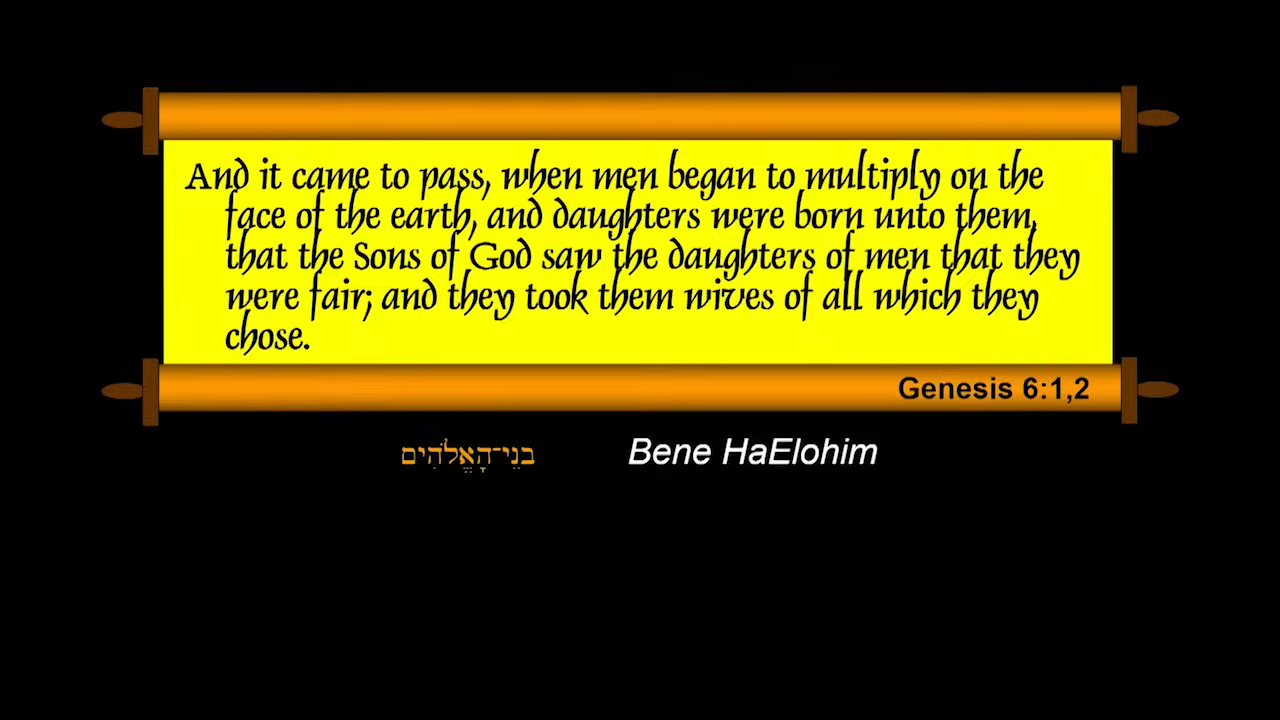 And it came to pass, when men began to multiply on the
face of the earth, and daughters were born unto them,
that the Sons of God saw the daughters of men that they
were fair; and they took them wives of all which they
chose.
Genesis 6:1,2
בנֵי־הָאֱלֹהִים Bene HaElohim